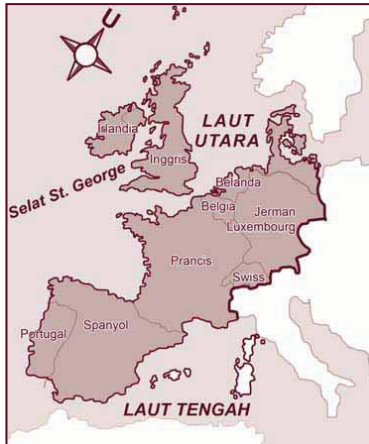 U
LAUT
UTARA
Irlandia
Inggris
Selat St. George
Belanda
Belgia
Jerman
Luxembourg
Prancis
Swiss
Spanyol
Portugal
LAUT TENGAH